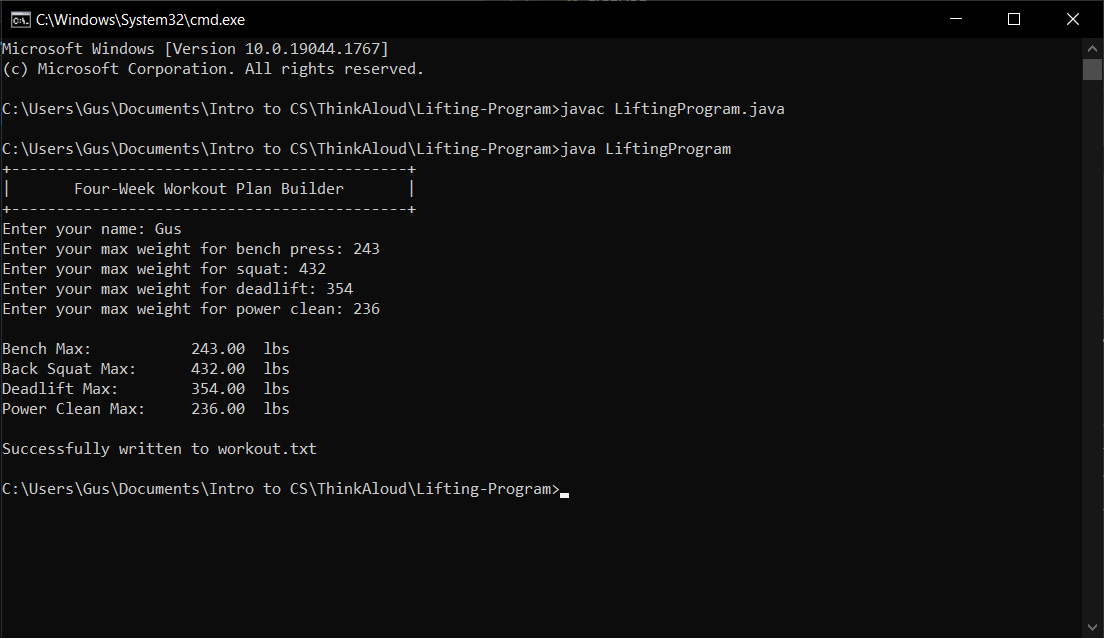 C:\Windows\System32\cmd.exe
Microsoft Windows [Version 10.0.19044.1767]
(c) Microsoft Corporation. All rights reserved.
C:\Users\Gus\Documents\Intro to CS\ThinkAloud\Lifting-Program>javac LiftingProgram.java
C:\Users\Gus\Documents\Intro to CS\ThinkAloud\Lifting-Program>java LiftingProgram
+--------------------------------------------+
|       Four-Week Workout Plan Builder       |
+--------------------------------------------+
Enter your name: Gus
Enter your max weight for bench press: 243
Enter your max weight for squat: 432
Enter your max weight for deadlift: 354
Enter your max weight for power clean: 236
Bench Max:           243.00  lbs
Back Squat Max:      432.00  lbs
Deadlift Max:        354.00  lbs
Power Clean Max:     236.00  lbs
Successfully written to workout.txt
C:\Users\Gus\Documents\Intro to CS\ThinkAloud\Lifting-Program>